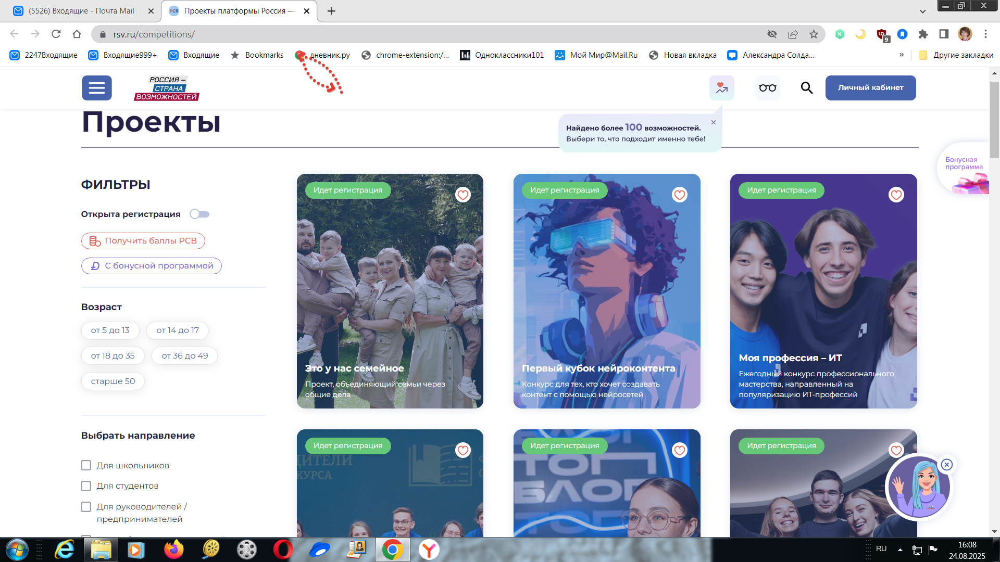 (5526) Входящие - Почта Mail
РСВ
Проекты платформы Россия —
rsv.ru/competitions/
9
2247Входящие
Входящие999+
Входящие
Bookmarks
дневник.ру
chrome-extension:/...
Одноклассники101
Мой Мир@Mail.Ru
Новая вкладка
Александра Солда...
»
Другие закладки
РОССИЯ –
СТРАНА
ВОЗМОЖНОСТЕЙ
Личный кабинет
Проекты
Найдено более 100 возможностей.
Выбери то, что подходит именно тебе!
Бонусная
программа
ФИЛЬТРЫ
Открыта регистрация
Получить баллы РСВ
С бонусной программой
Возраст
от 5 до 13
от 14 до 17
от 18 до 35
от 36 до 49
старше 50
Выбрать направление
Для школьников
Для студентов
Для руководителей /
предпринимателей
Идет регистрация
Это у нас семейное
Проект, объединяющий семьи через
общие дела
Идет регистрация
Первый кубок нейроконтента
Конкурс для тех, кто хочет создавать
контент с помощью нейросетей
Идет регистрация
Моя профессия – ИТ
Ежегодный конкурс профессионального
мастерства, направленный на
популяризацию ИТ-профессий
Идет регистрация
Идет регистрация
ТОП
БЛОГ
Идет регистрация
RU
16:08
24.08.2025